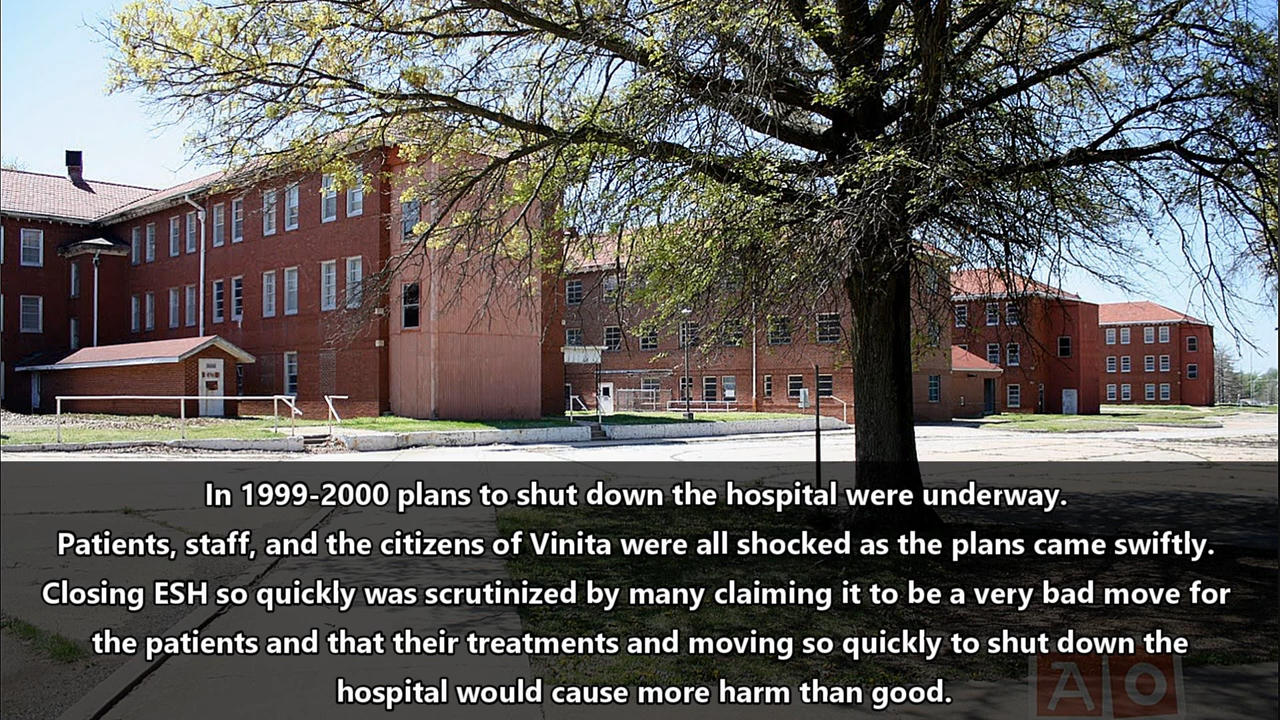 In 1999-2000 plans to shut down the hospital were underway.
Patients, staff, and the citizens of Vinita were all shocked as the plans came swiftly.
Closing ESH so quickly was scrutinized by many claiming it to be a very bad move for
the patients and that their treatments and moving so quickly to shut down the
hospital would cause more harm than good.
AO